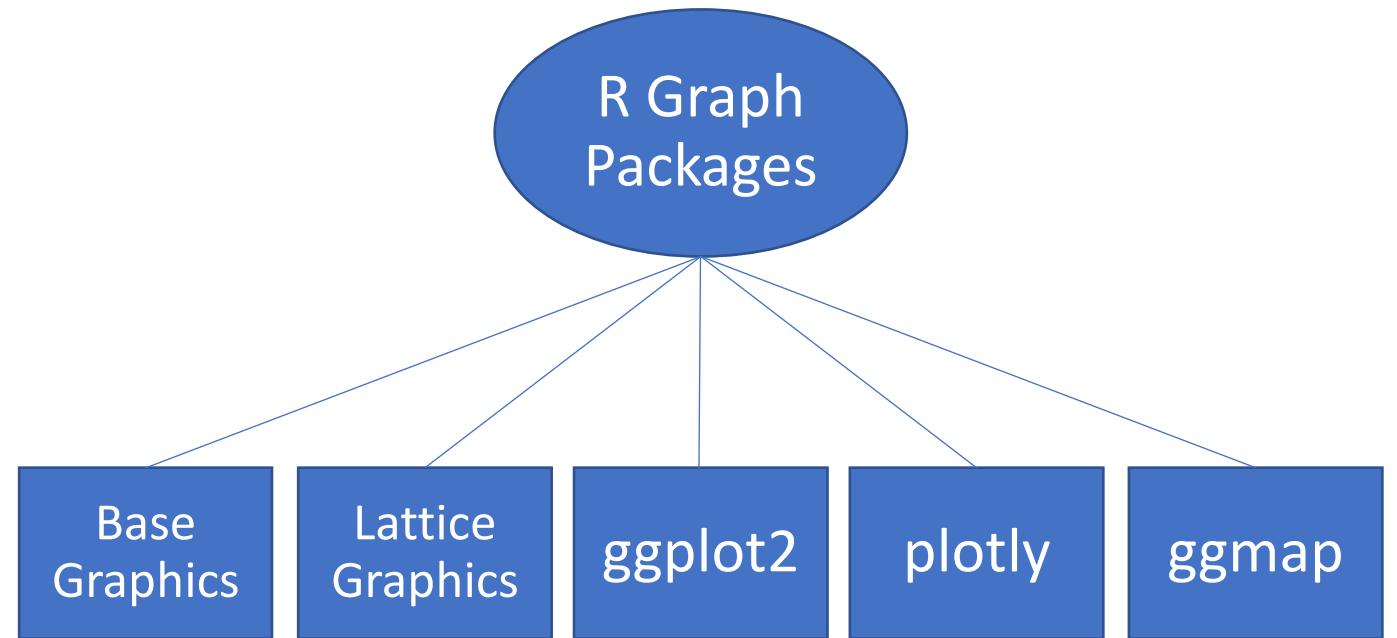 R Graph
Packages
Base
Graphics
Lattice
Graphics
ggplot2
plotly
ggmap